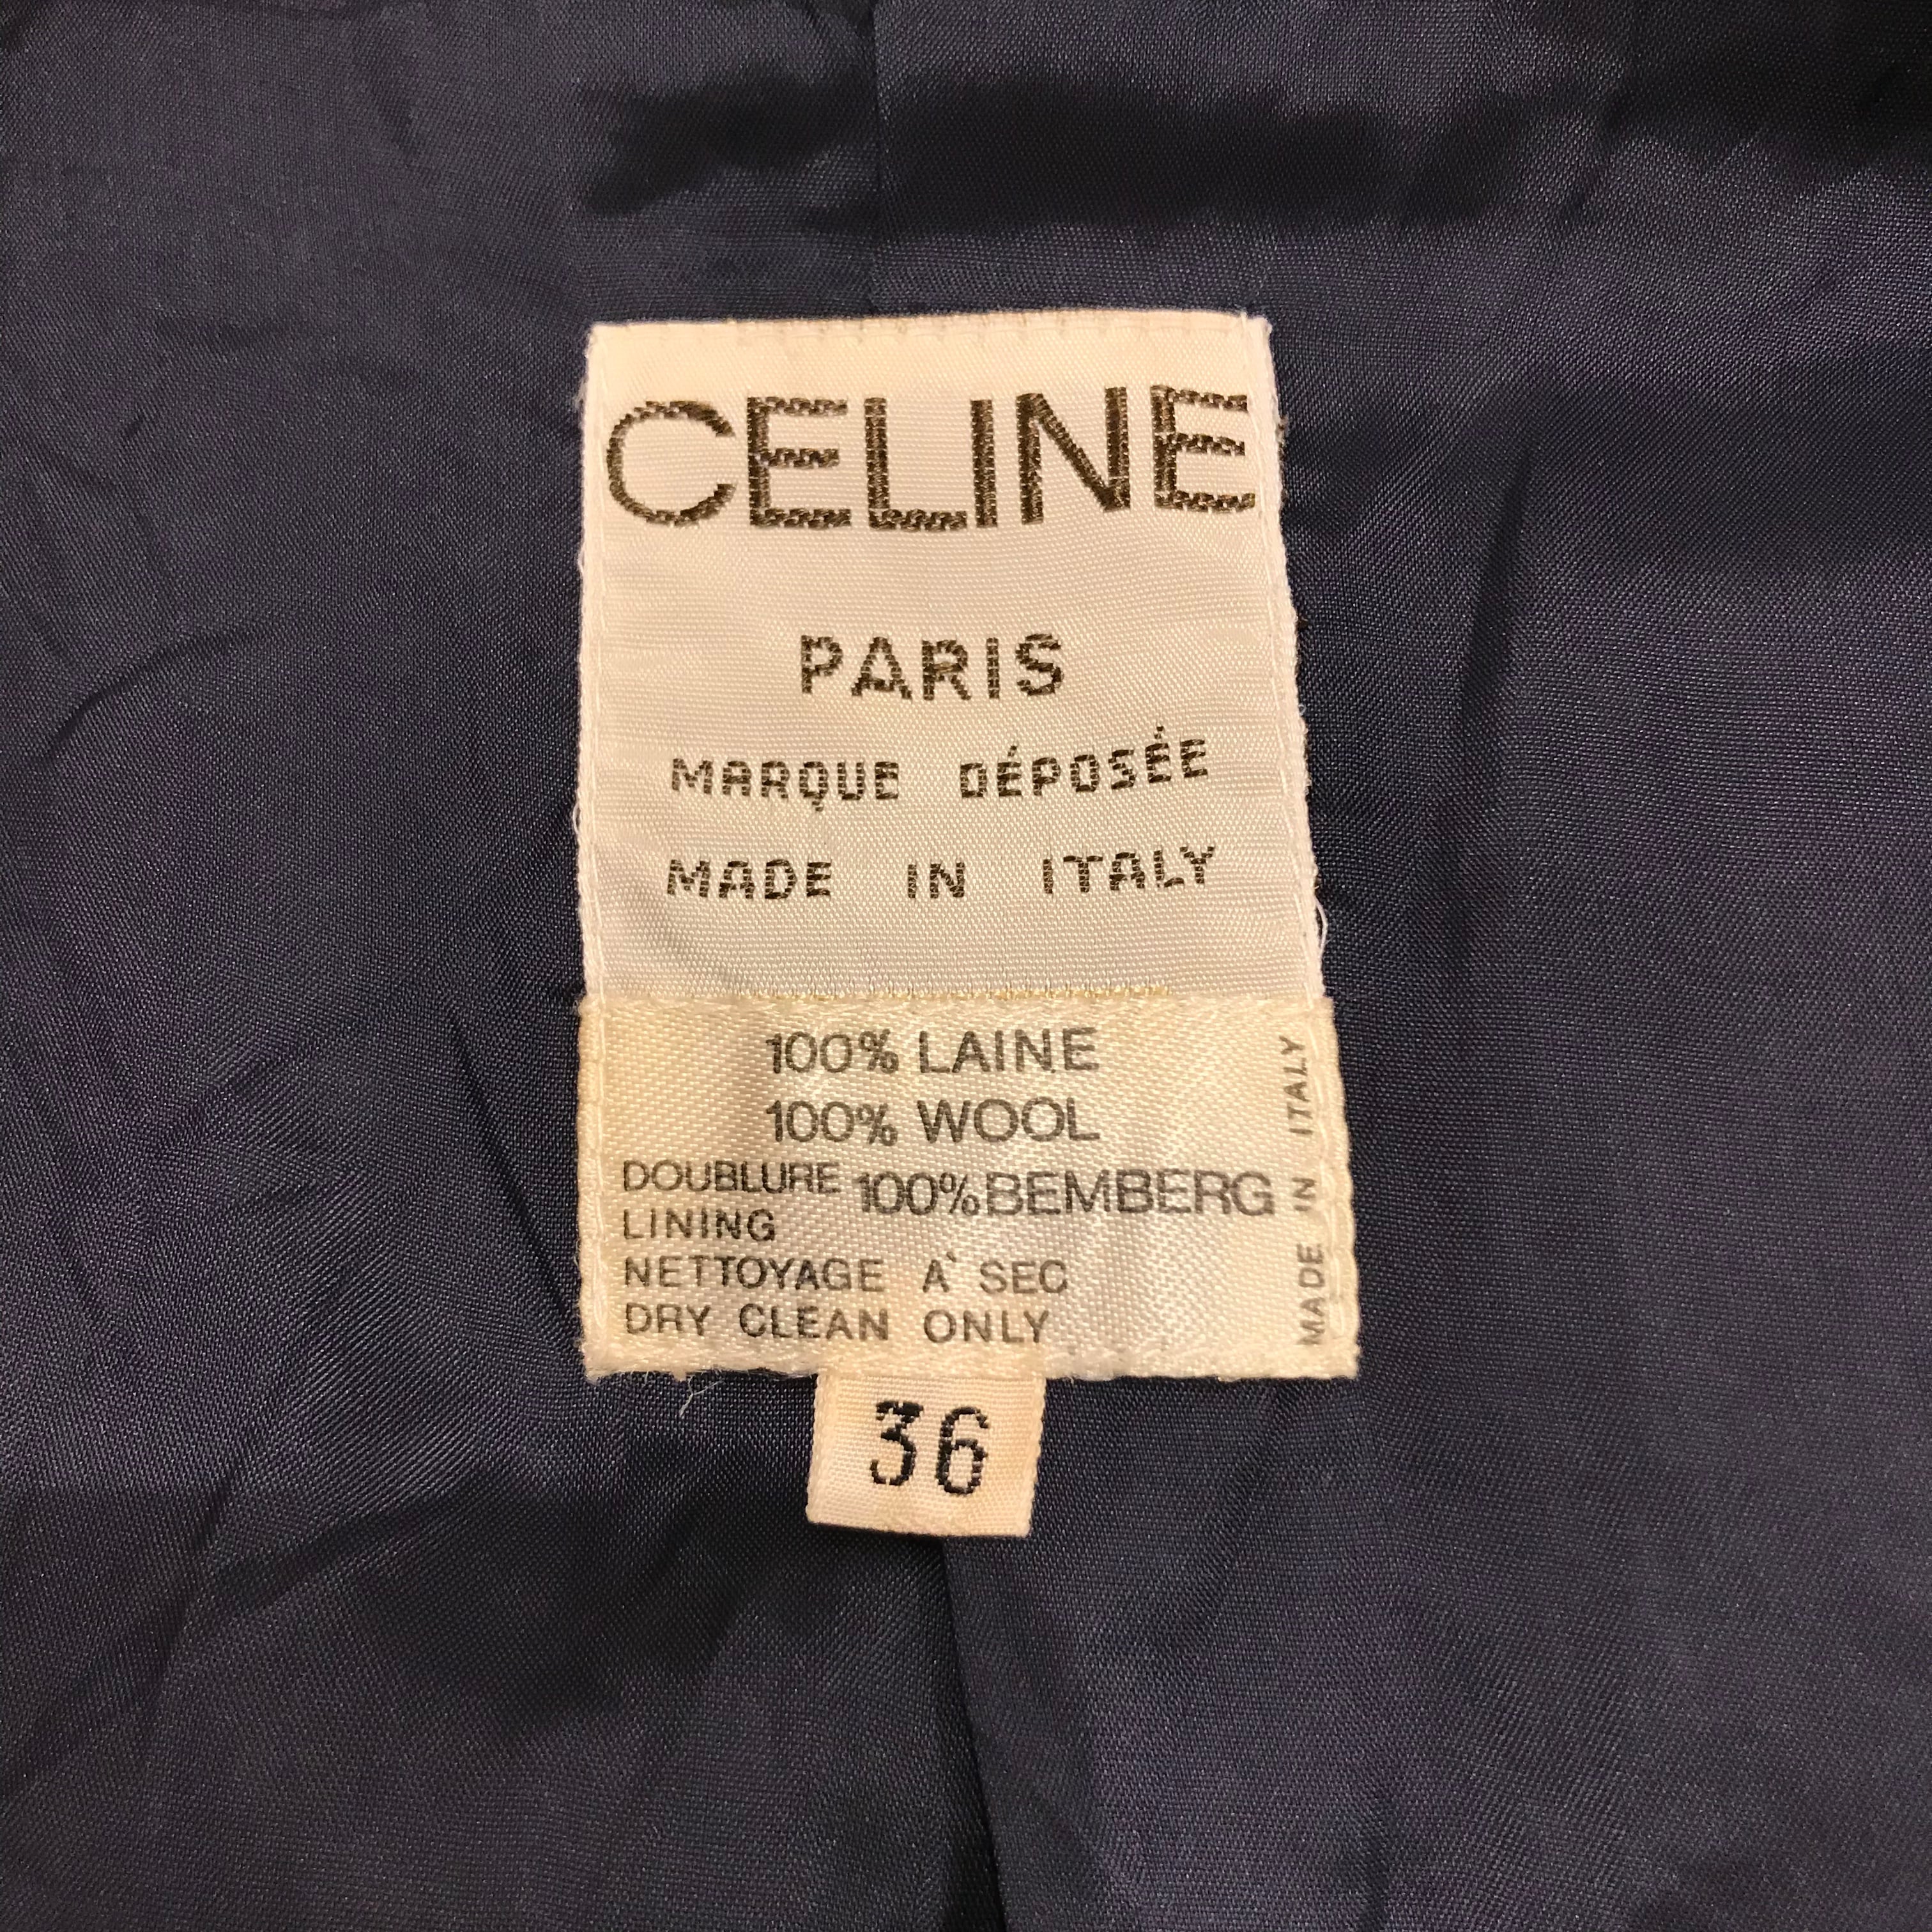 CELINE
PARIS
MARQUE DÉPOSÉE
MADE IN ITALY
100% LAINE
100% WOOL
DOUBLURE 100% BEMBERG
LINING
NETTOYAGE À SEC
DRY CLEAN ONLY
MADE IN ITALY
36